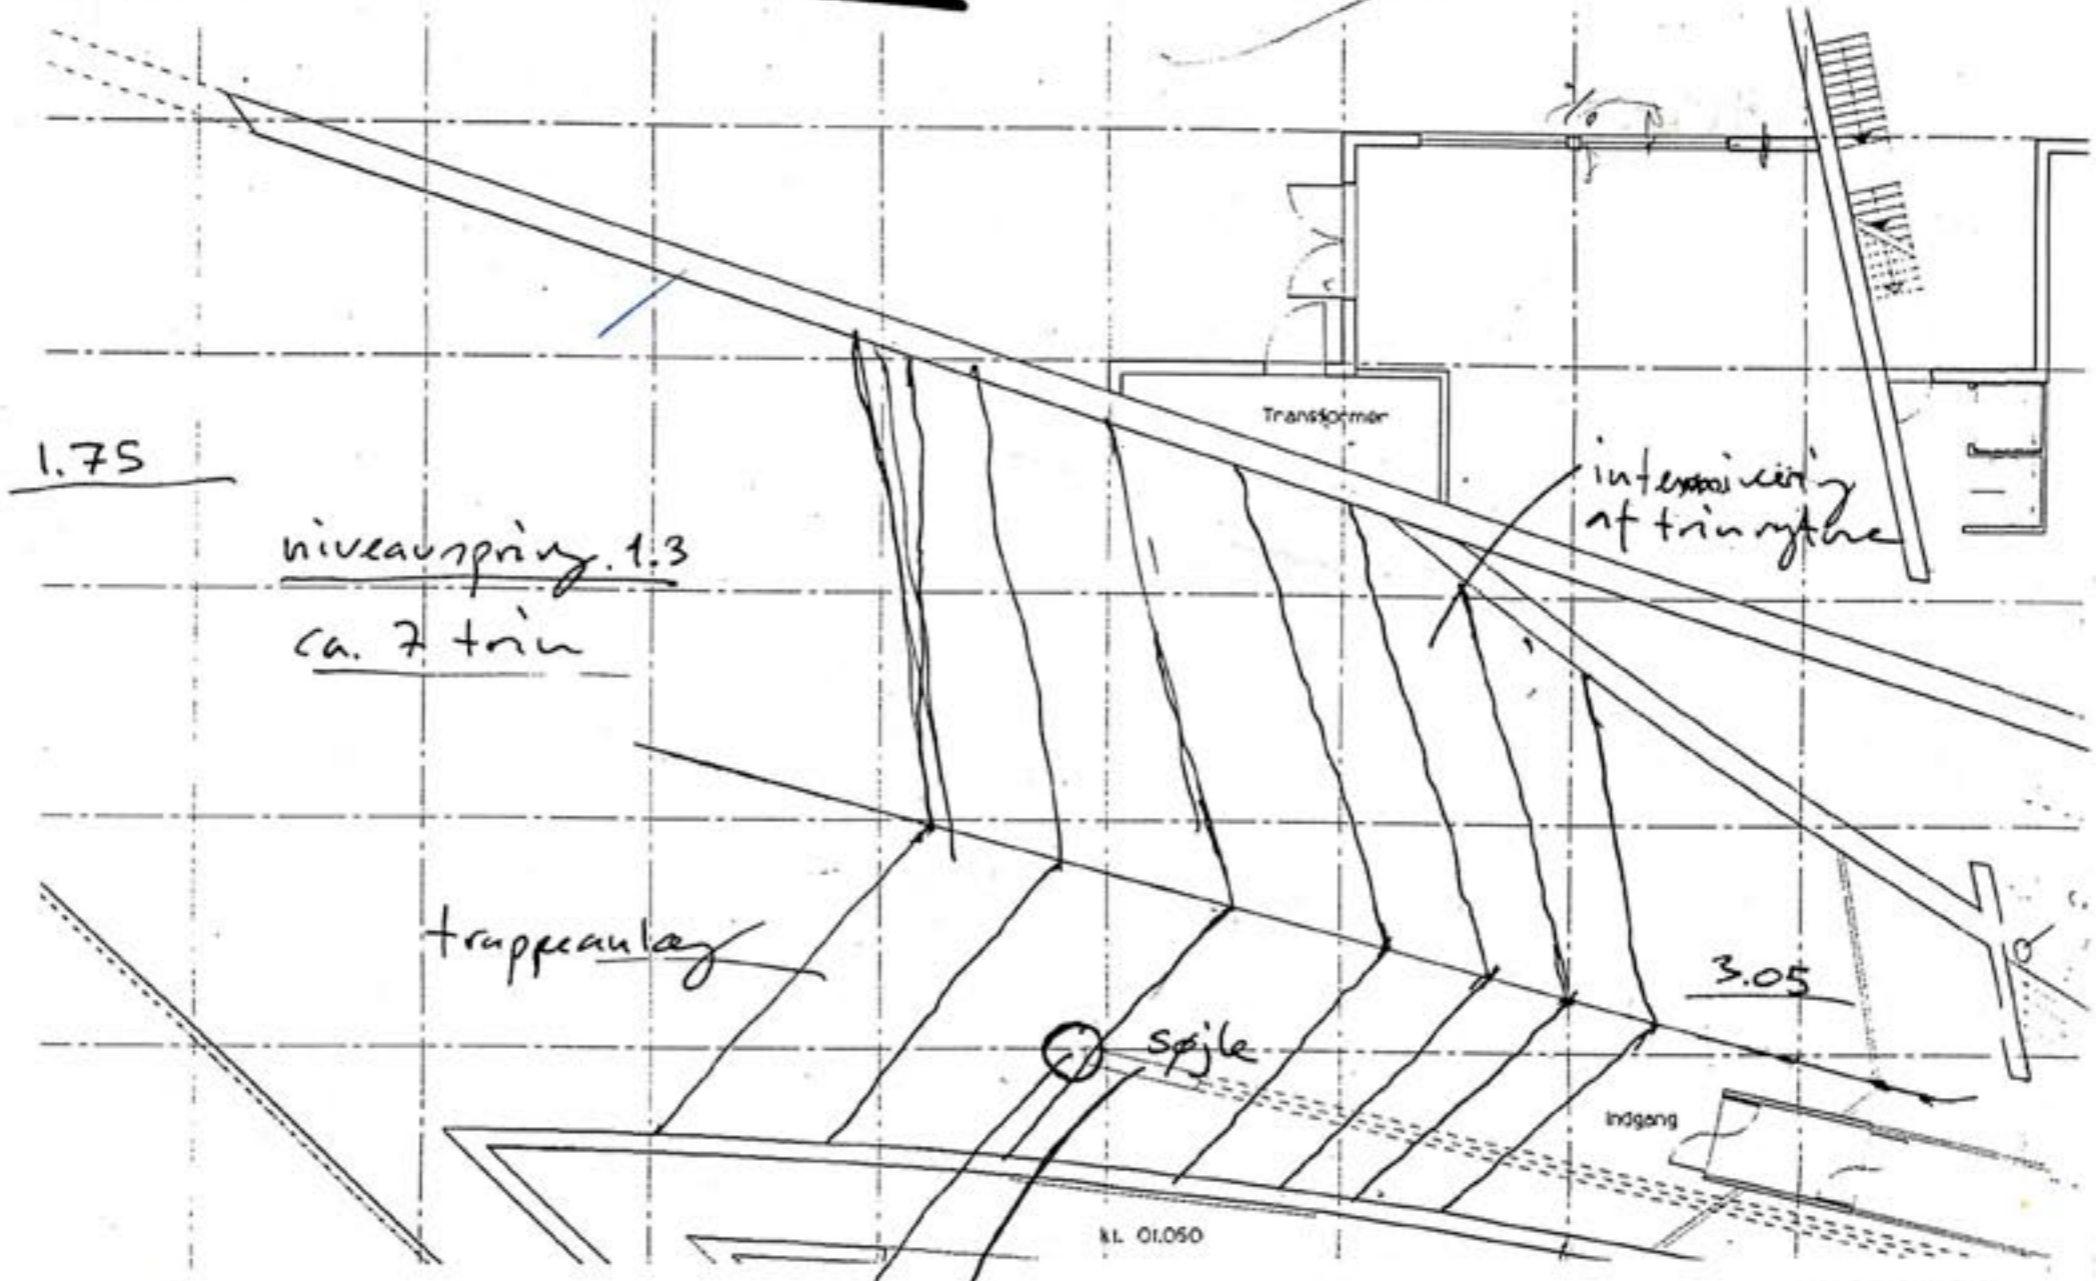 Transformer
1.75
intensivering
af trinrytme
niveauspring. 1.3
ca. 7 trin
trappeanlæg
3.05
søjle
Indgang
kt. 01.050